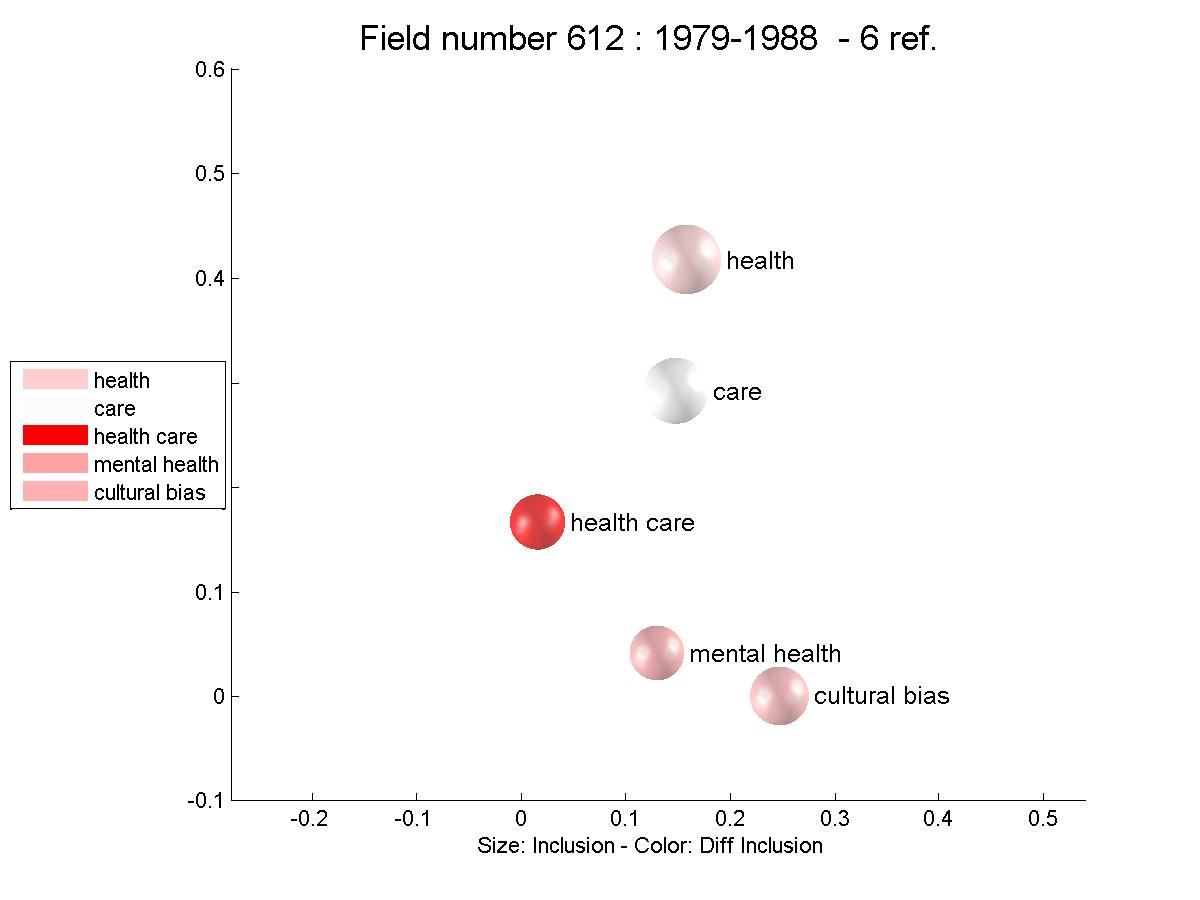 Field number 612 : 1979-1988  - 6 ref.
0.6
0.5
0.4
0.1
0
-0.1
health
care
health care
mental health
cultural bias
health
care
health care
mental health
cultural bias
-0.2 -0.1 0 0.1 0.2 0.3 0.4 0.5
Size: Inclusion - Color: Diff Inclusion